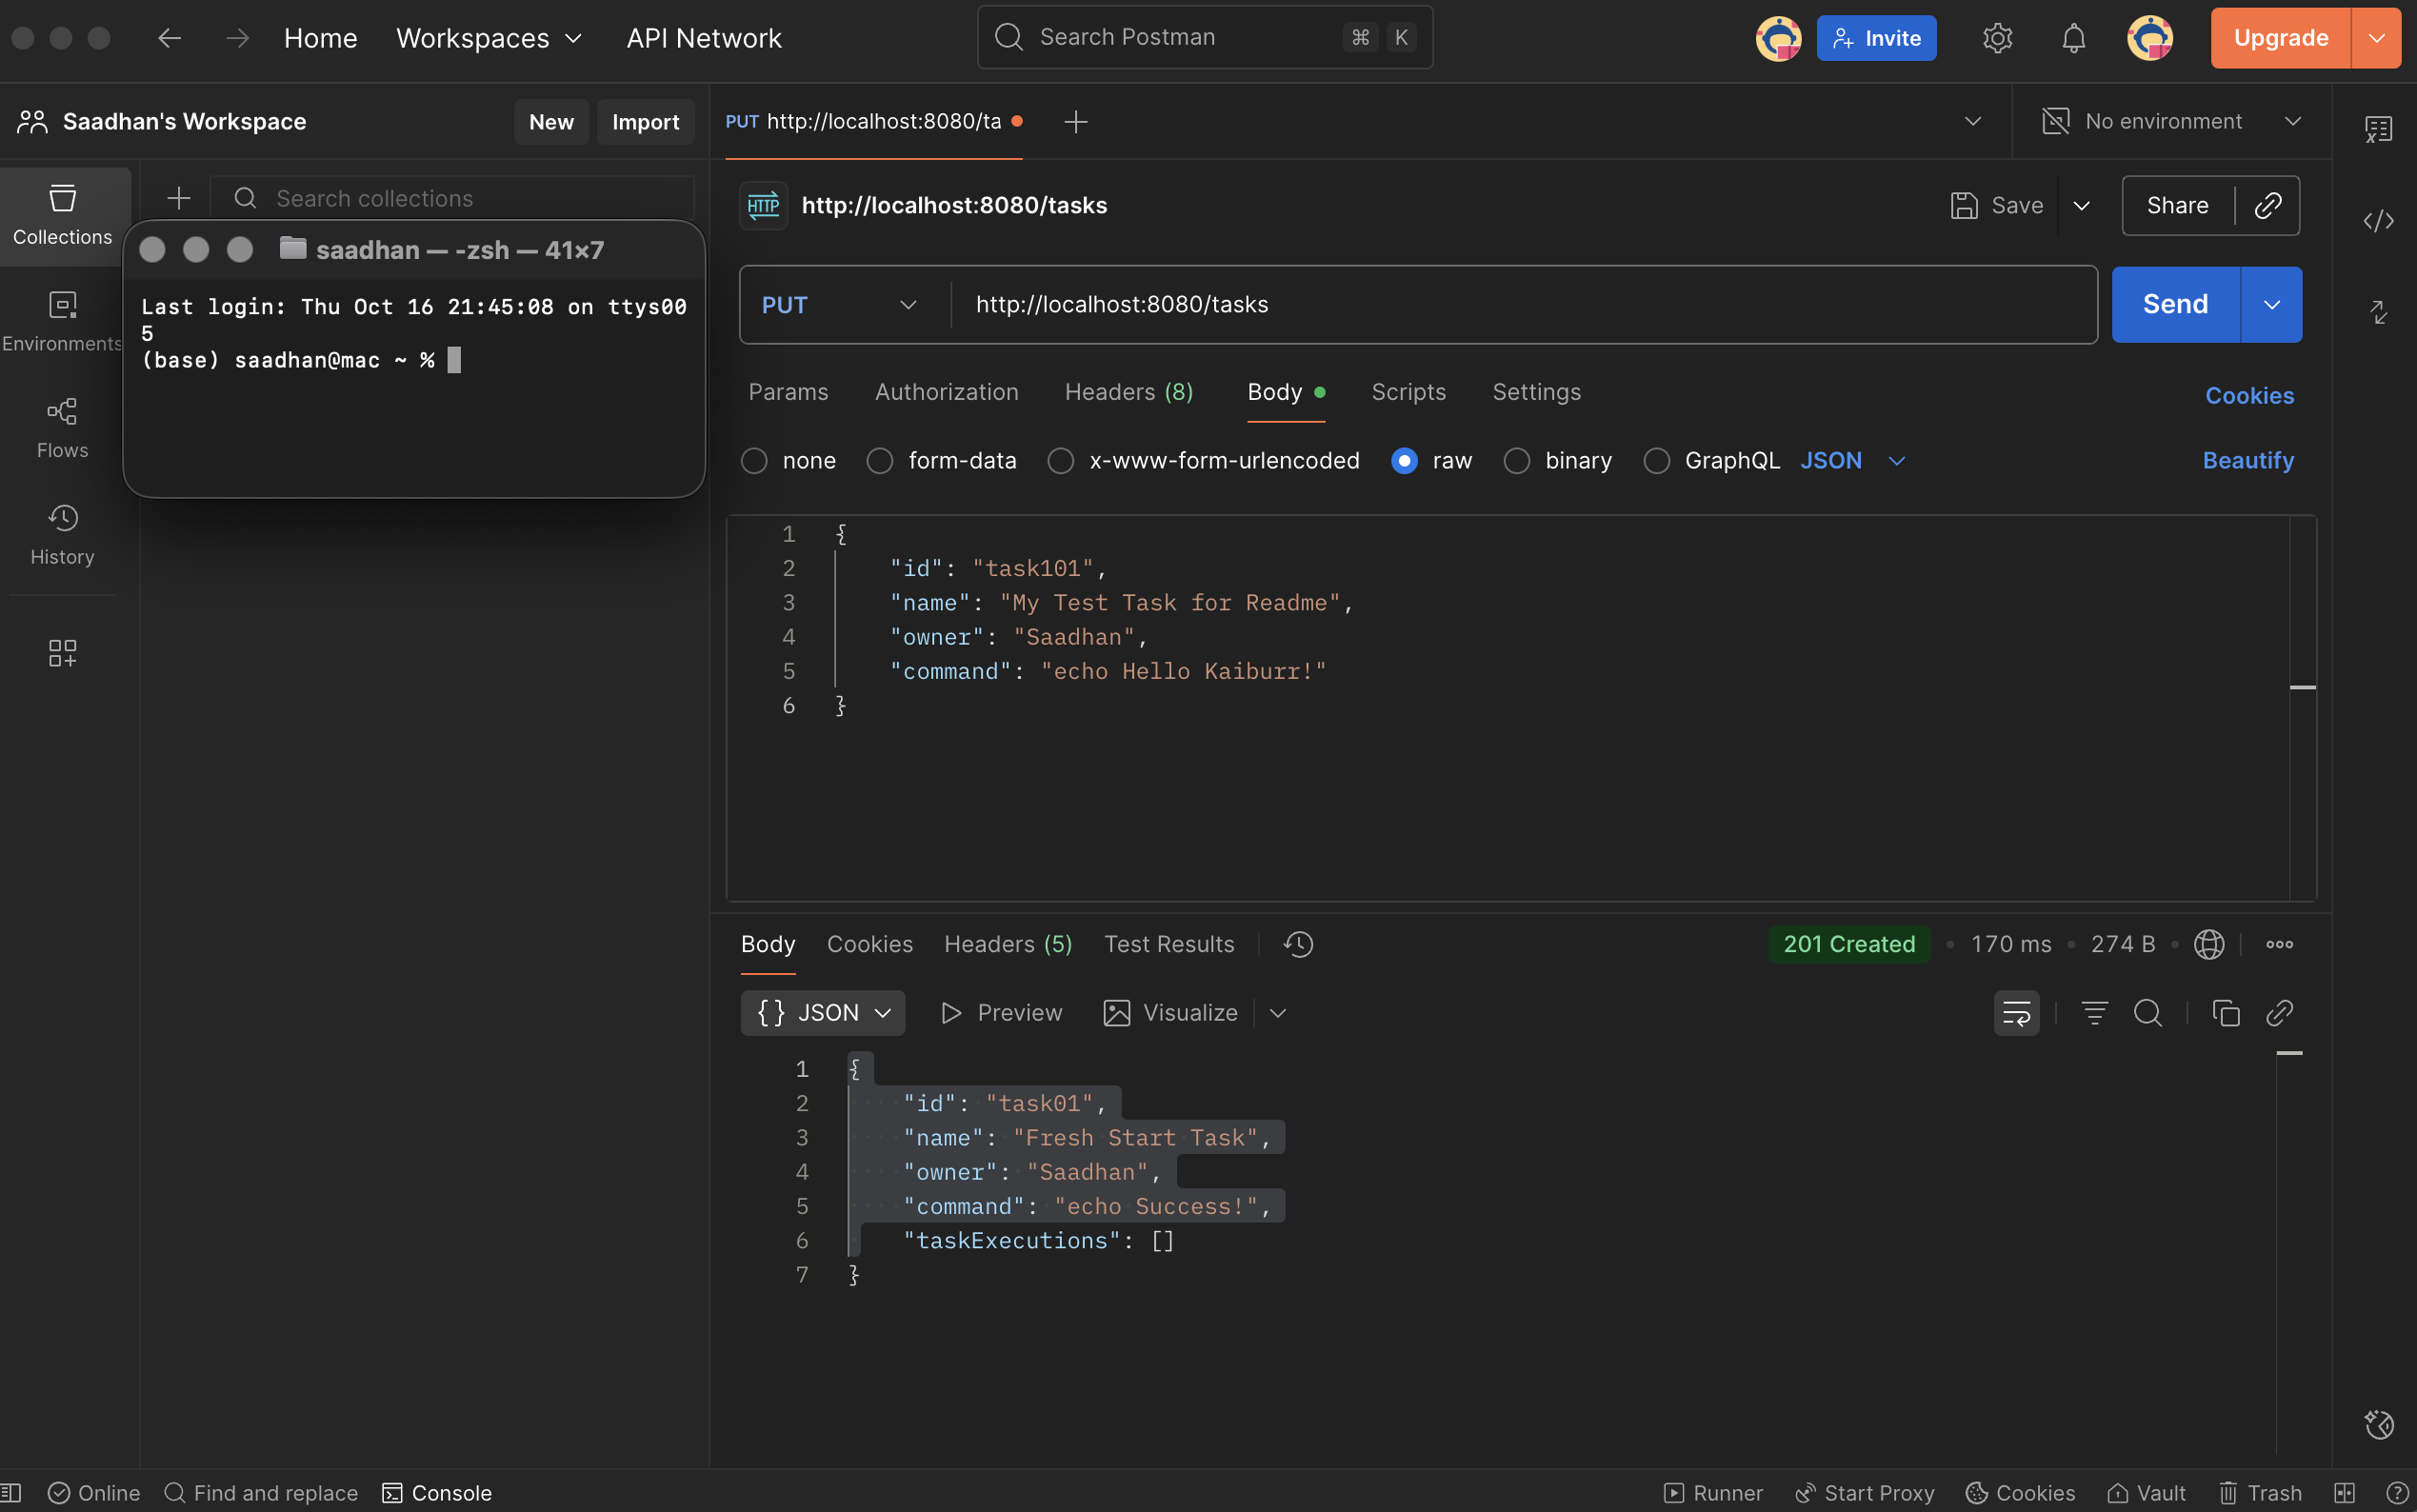 Home Workspaces API Network Search Postman ⌘ K Invite Upgrade
Saadhan's Workspace New Import PUT http://localhost:8080/ta No environment
Search collections
HTTP http://localhost:8080/tasks Save Share
Collections
Environments
Flows
History
saadhan — -zsh — 41×7
Last login: Thu Oct 16 21:45:08 on ttys00
5
(base) saadhan@mac ~ %
PUT http://localhost:8080/tasks Send
Params Authorization Headers (8) Body Scripts Settings Cookies
none form-data x-www-form-urlencoded raw binary GraphQL JSON Beautify
1 {
2 "id": "task101",
3 "name": "My Test Task for Readme",
4 "owner": "Saadhan",
5 "command": "echo Hello Kaiburr!"
6 }
Body Cookies Headers (5) Test Results 201 Created • 170 ms • 274 B •
{} JSON Preview Visualize
1 {
2 "id": "task01",
3 "name": "Fresh Start Task",
4 "owner": "Saadhan",
5 "command": "echo Success!",
6 "taskExecutions": []
7 }
Online Find and replace Console Runner Start Proxy Cookies Vault Trash